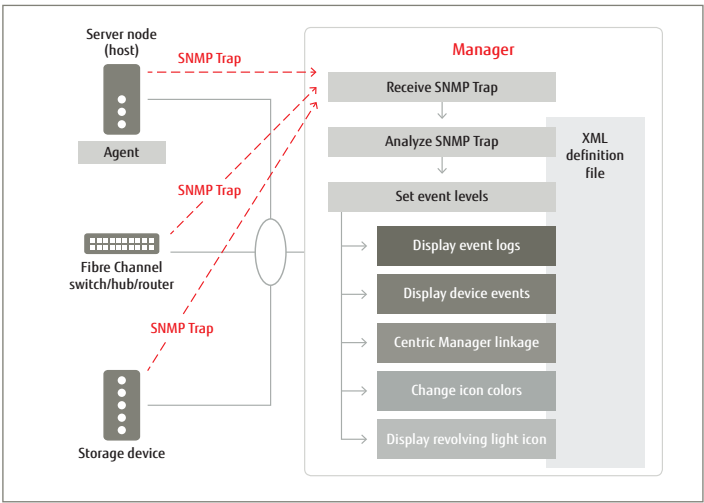 Server node
(host)
SNMP Trap
Agent
SNMP Trap
Fibre Channel
switch/hub/router
SNMP Trap
Storage device
Manager
Receive SNMP Trap
Analyze SNMP Trap
XML
definition
file
Set event levels
Display event logs
Display device events
Centric Manager linkage
Change icon colors
Display revolving light icon